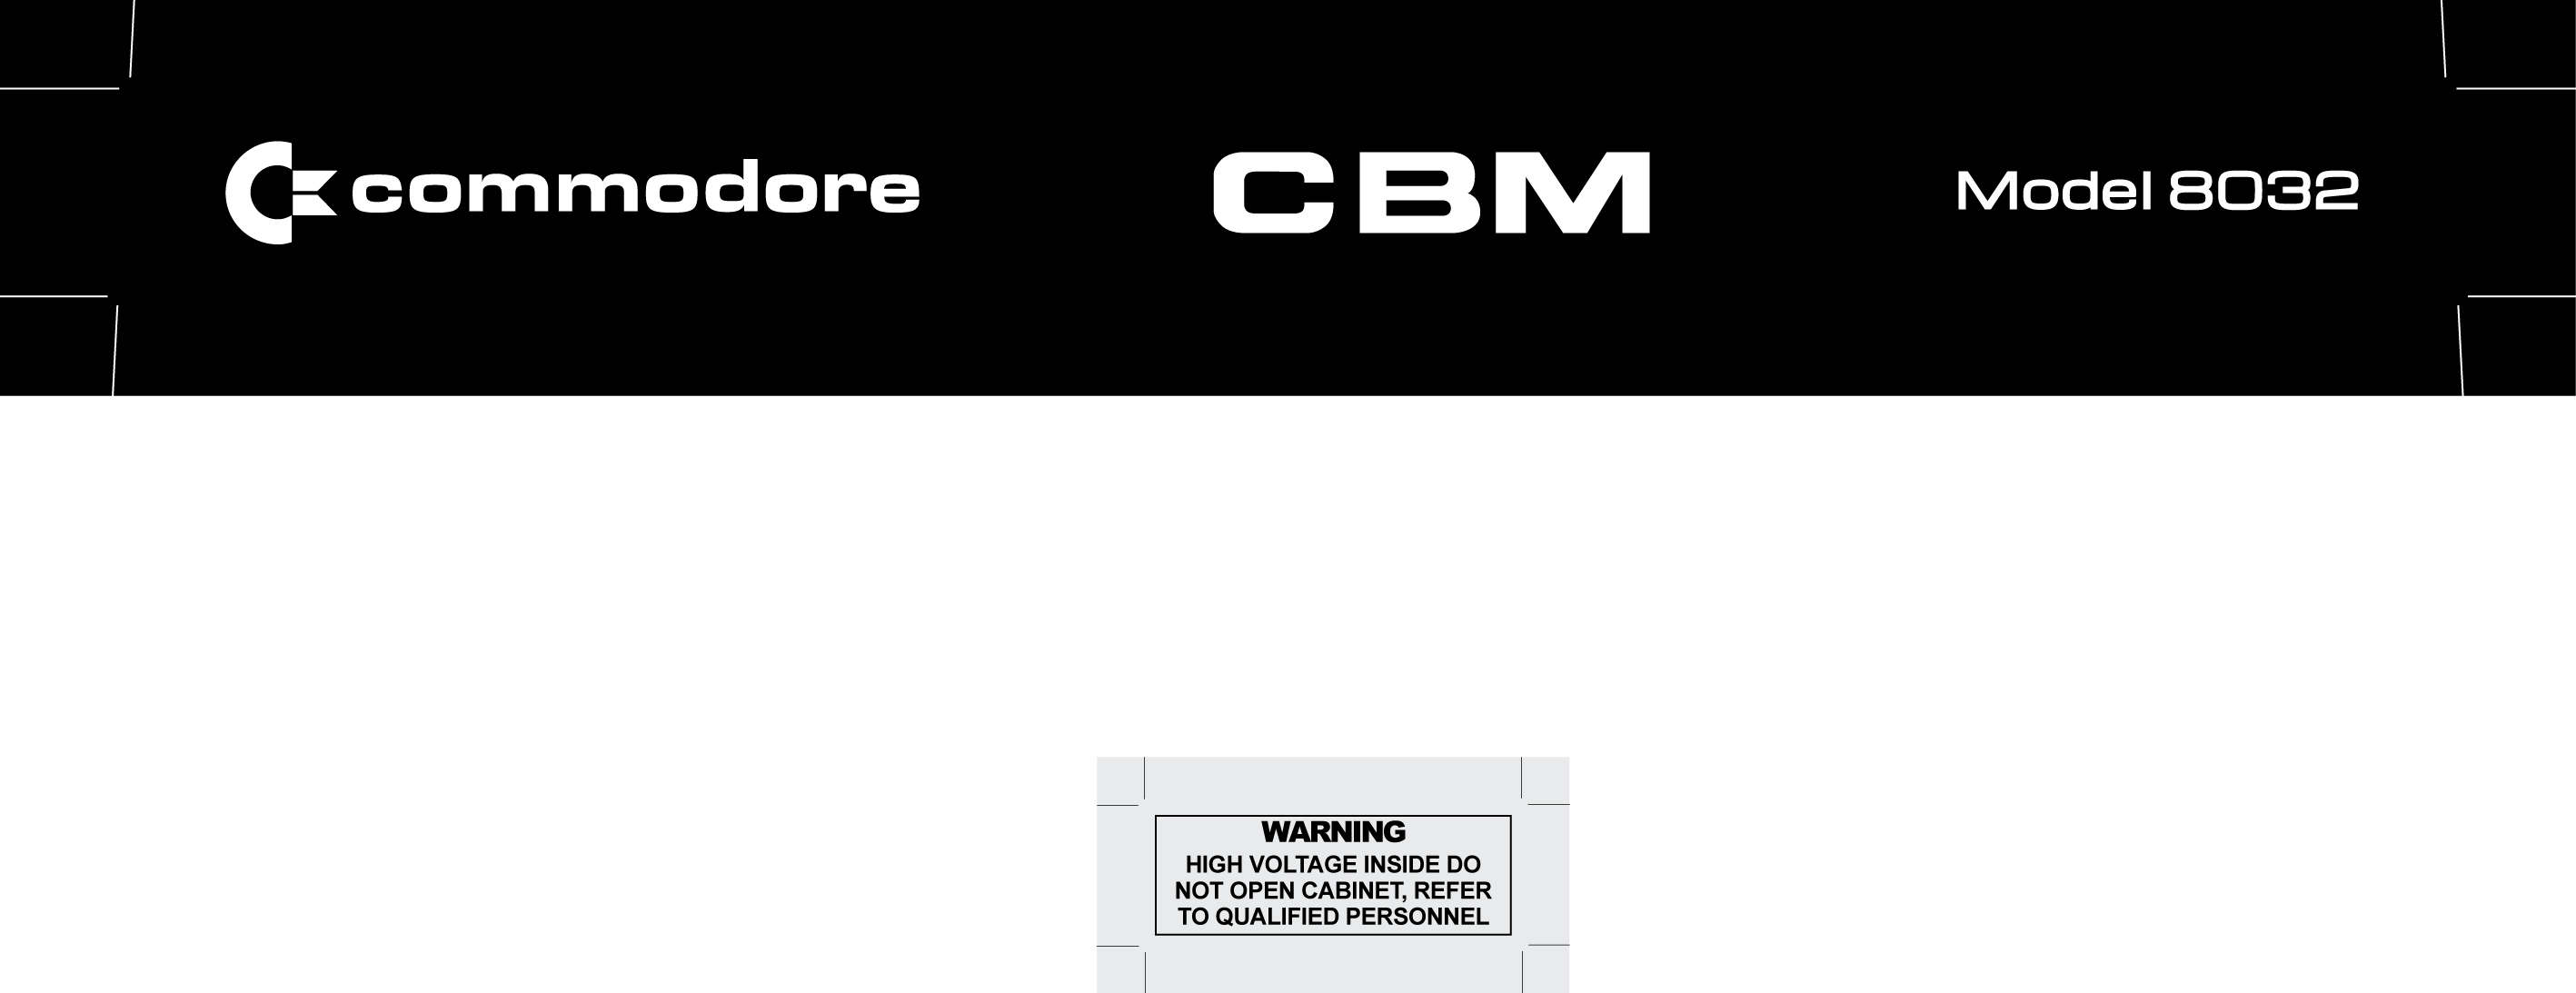 commodore CBM Model 8032
WARNING
HIGH VOLTAGE INSIDE DO
NOT OPEN CABINET, REFER
TO QUALIFIED PERSONNEL